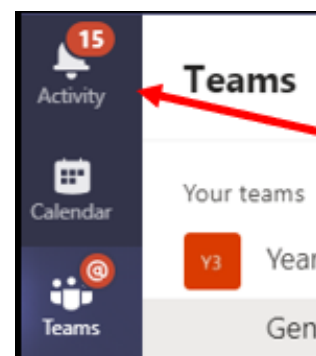 15
Activity
Teams
Calendar
Your teams
Y3 Year
@
Teams
Gen